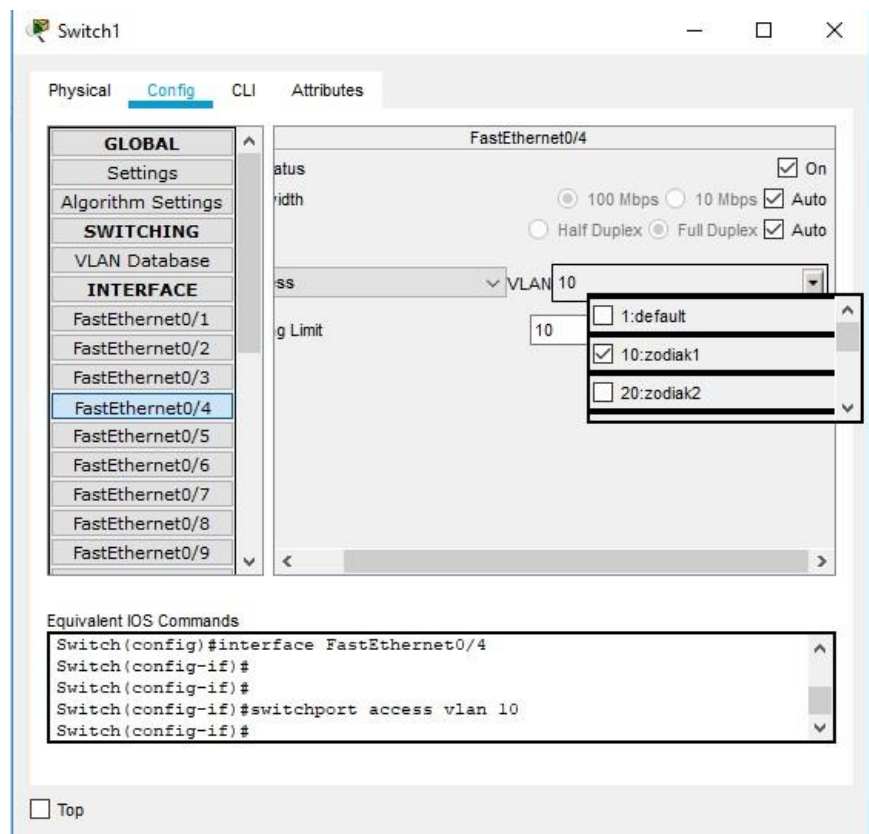 Switch1
Physical Config CLI Attributes
GLOBAL
Settings
Algorithm Settings
SWITCHING
VLAN Database
INTERFACE
FastEthernet0/1
FastEthernet0/2
FastEthernet0/3
FastEthernet0/4
FastEthernet0/5
FastEthernet0/6
FastEthernet0/7
FastEthernet0/8
FastEthernet0/9
FastEthernet0/4
atus On
idth 100 Mbps 10 Mbps Auto
Half Duplex Full Duplex Auto
ss VLAN 10
g Limit 10
1:default
10:zodiak1
20:zodiak2
Equivalent IOS Commands
Switch(config)#interface FastEthernet0/4
Switch(config-if)#
Switch(config-if)#
Switch(config-if)#switchport access vlan 10
Switch(config-if)#
Top